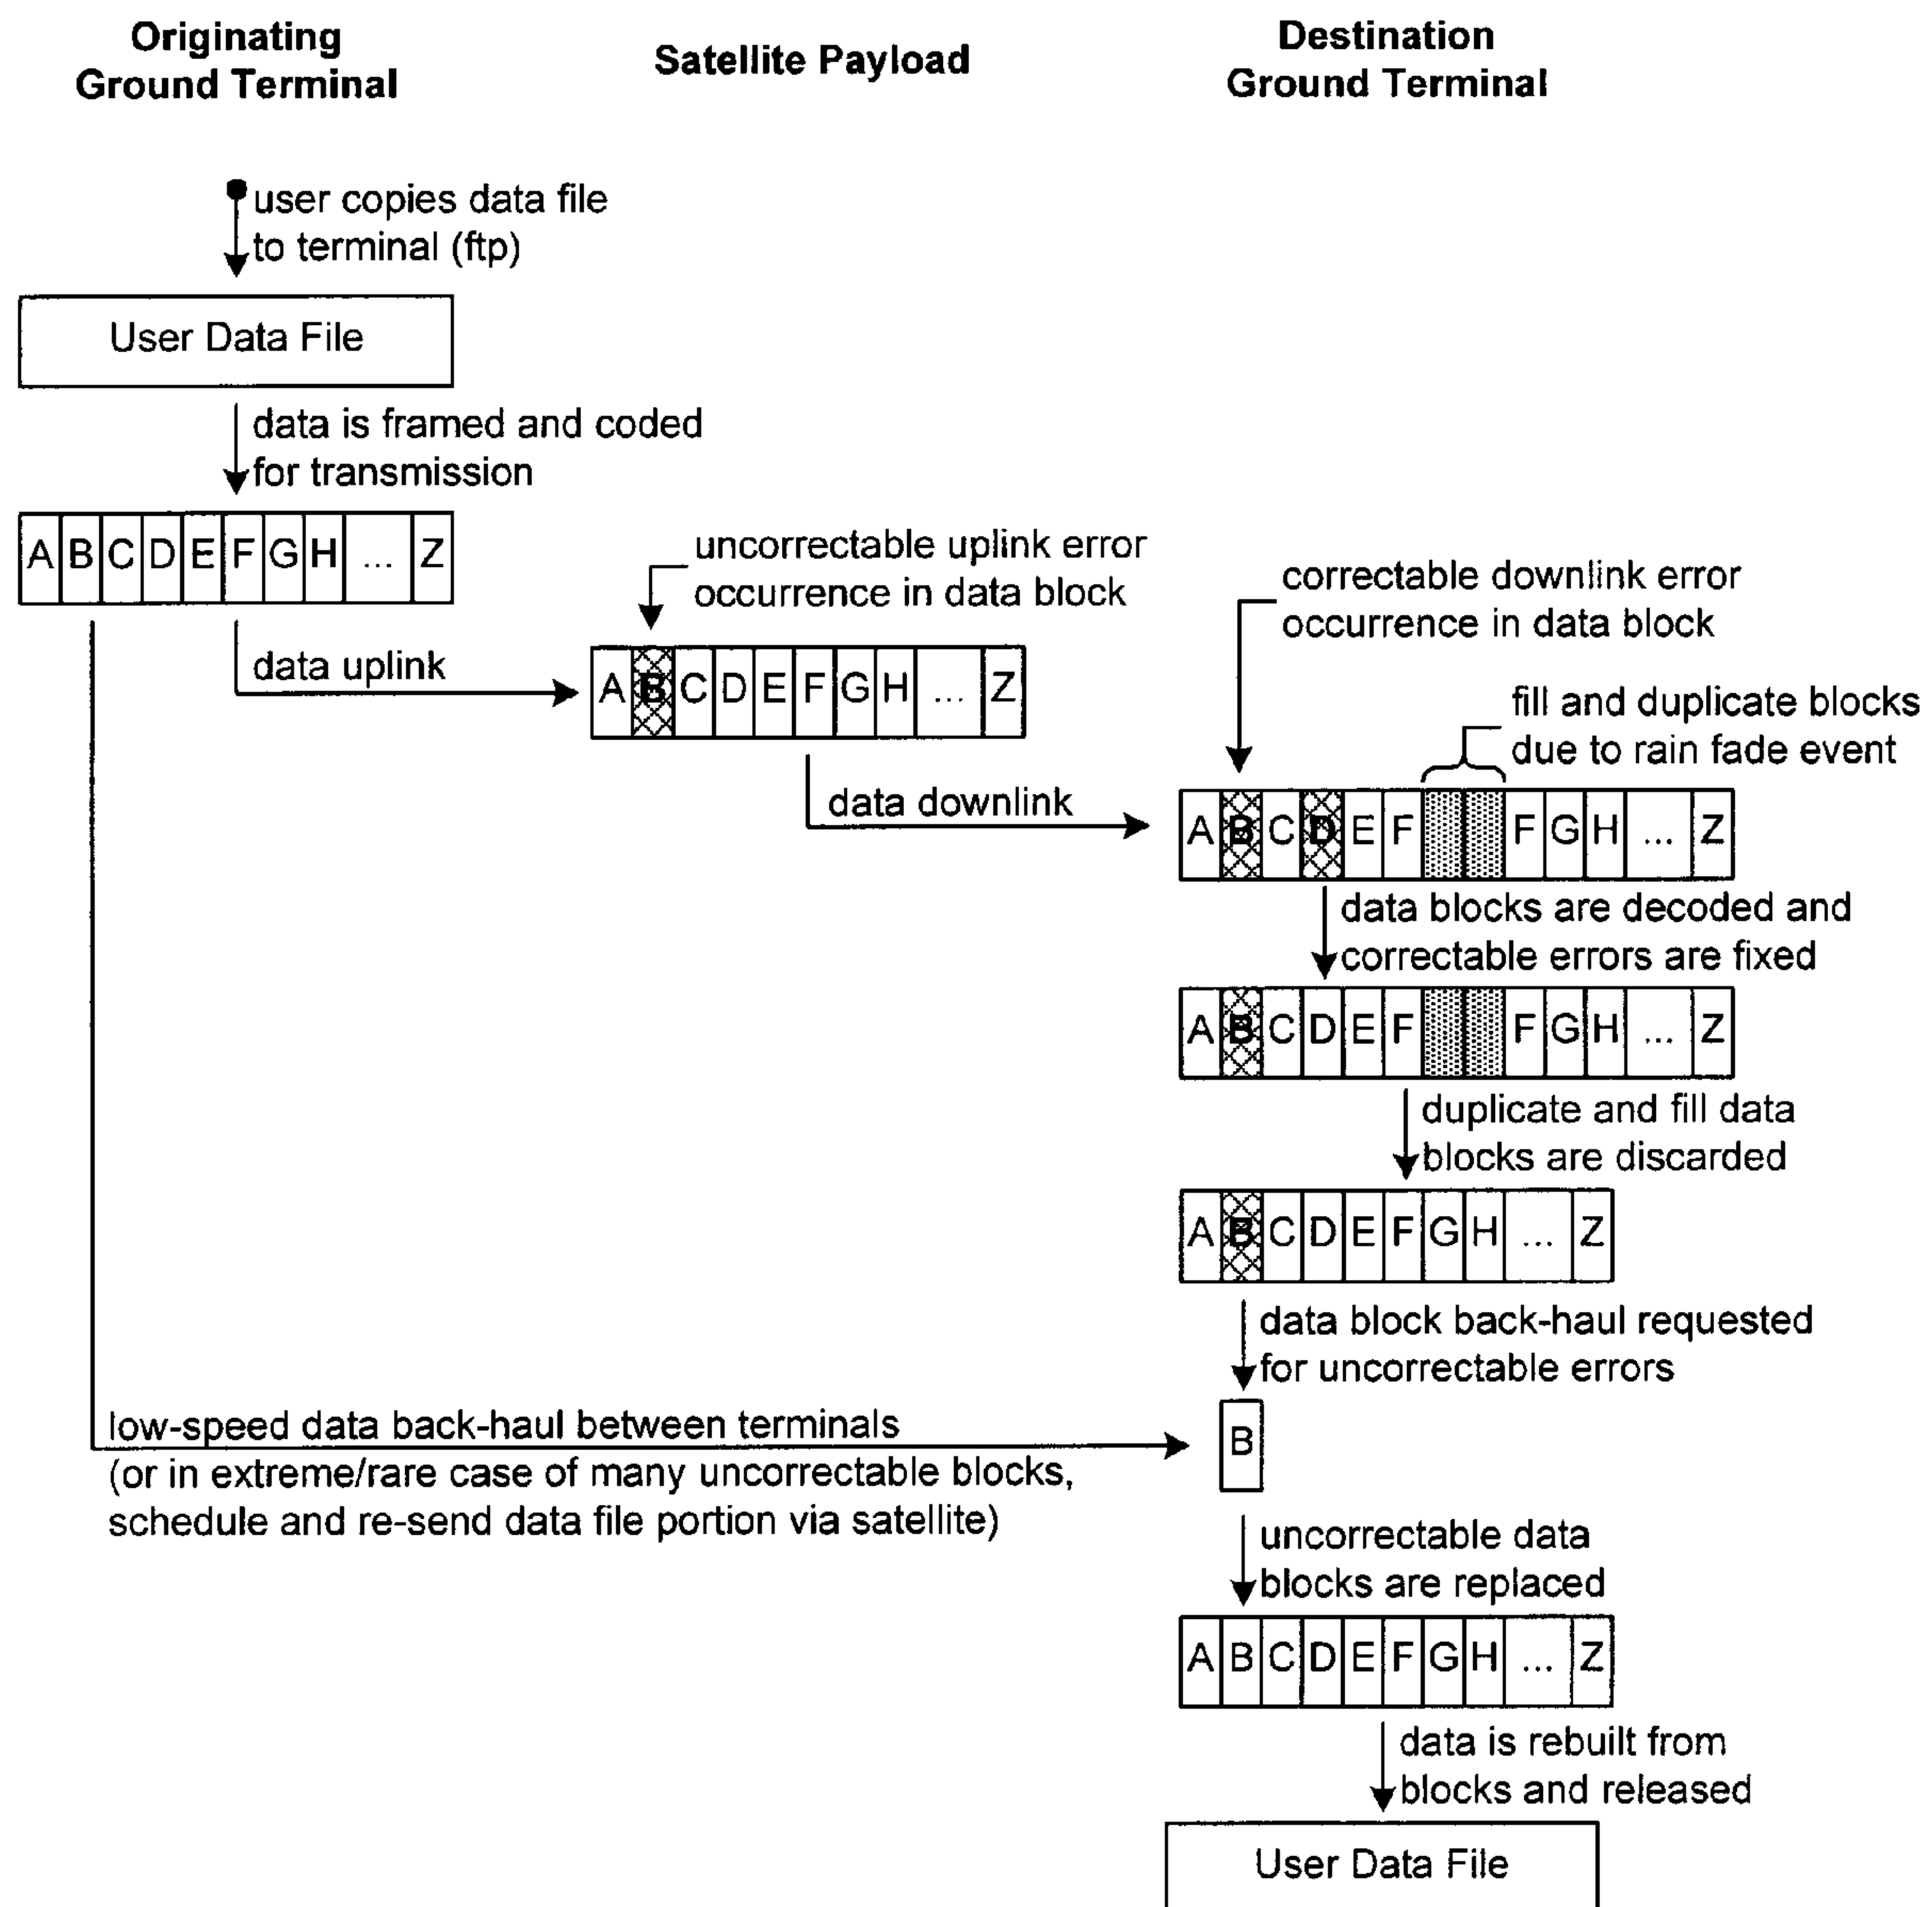 Originating
Ground Terminal
Satellite Payload
Destination
Ground Terminal
user copies data file
to terminal (ftp)
User Data File
data is framed and coded
for transmission
A B C D E F G H ... Z
uncorrectable uplink error
occurrence in data block
data uplink
A B C D E F G H ... Z
correctable downlink error
occurrence in data block
fill and duplicate blocks
due to rain fade event
data downlink
A B C D E F F G H ... Z
data blocks are decoded and
correctable errors are fixed
A B C D E F F G H ... Z
duplicate and fill data
blocks are discarded
A B C D E F G H ... Z
data block back-haul requested
for uncorrectable errors
low-speed data back-haul between terminals
(or in extreme/rare case of many uncorrectable blocks,
schedule and re-send data file portion via satellite)
B
uncorrectable data
blocks are replaced
A B C D E F G H ... Z
data is rebuilt from
blocks and released
User Data File